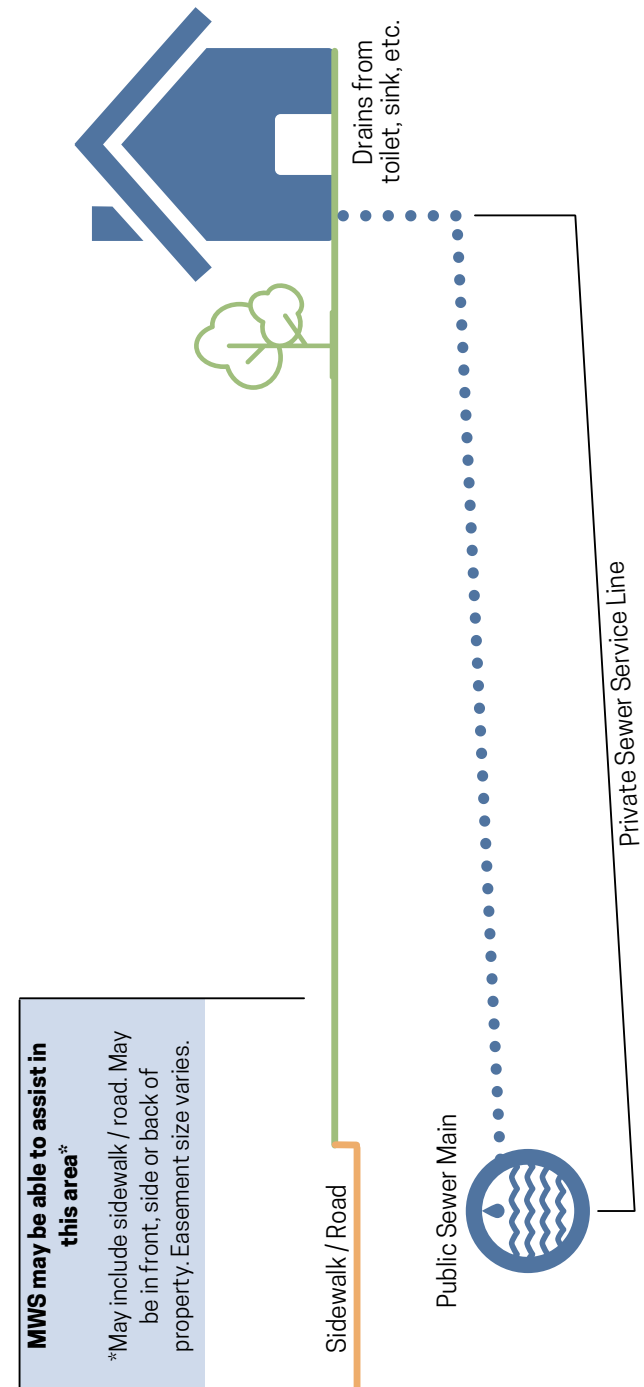 MWS may be able to assist in
this area*
*May include sidewalk / road. May
be in front, side or back of
property. Easement size varies.
Sidewalk / Road
Drains from
toilet, sink, etc.
Public Sewer Main
Private Sewer Service Line